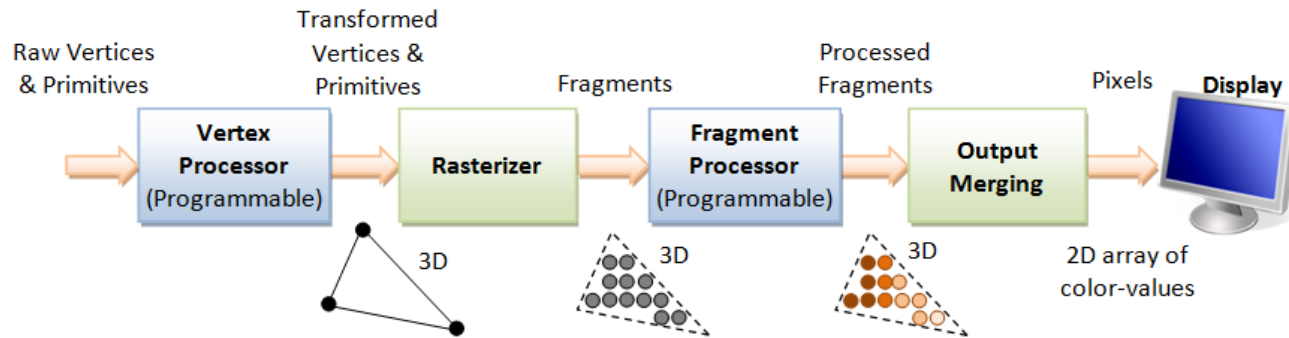 Raw Vertices
& Primitives
Vertex
Processor
(Programmable)
Transformed
Vertices &
Primitives
3D
Rasterizer
Fragments
3D
Fragment
Processor
(Programmable)
Processed
Fragments
3D
Output
Merging
Pixels
2D array of
color-values
Display